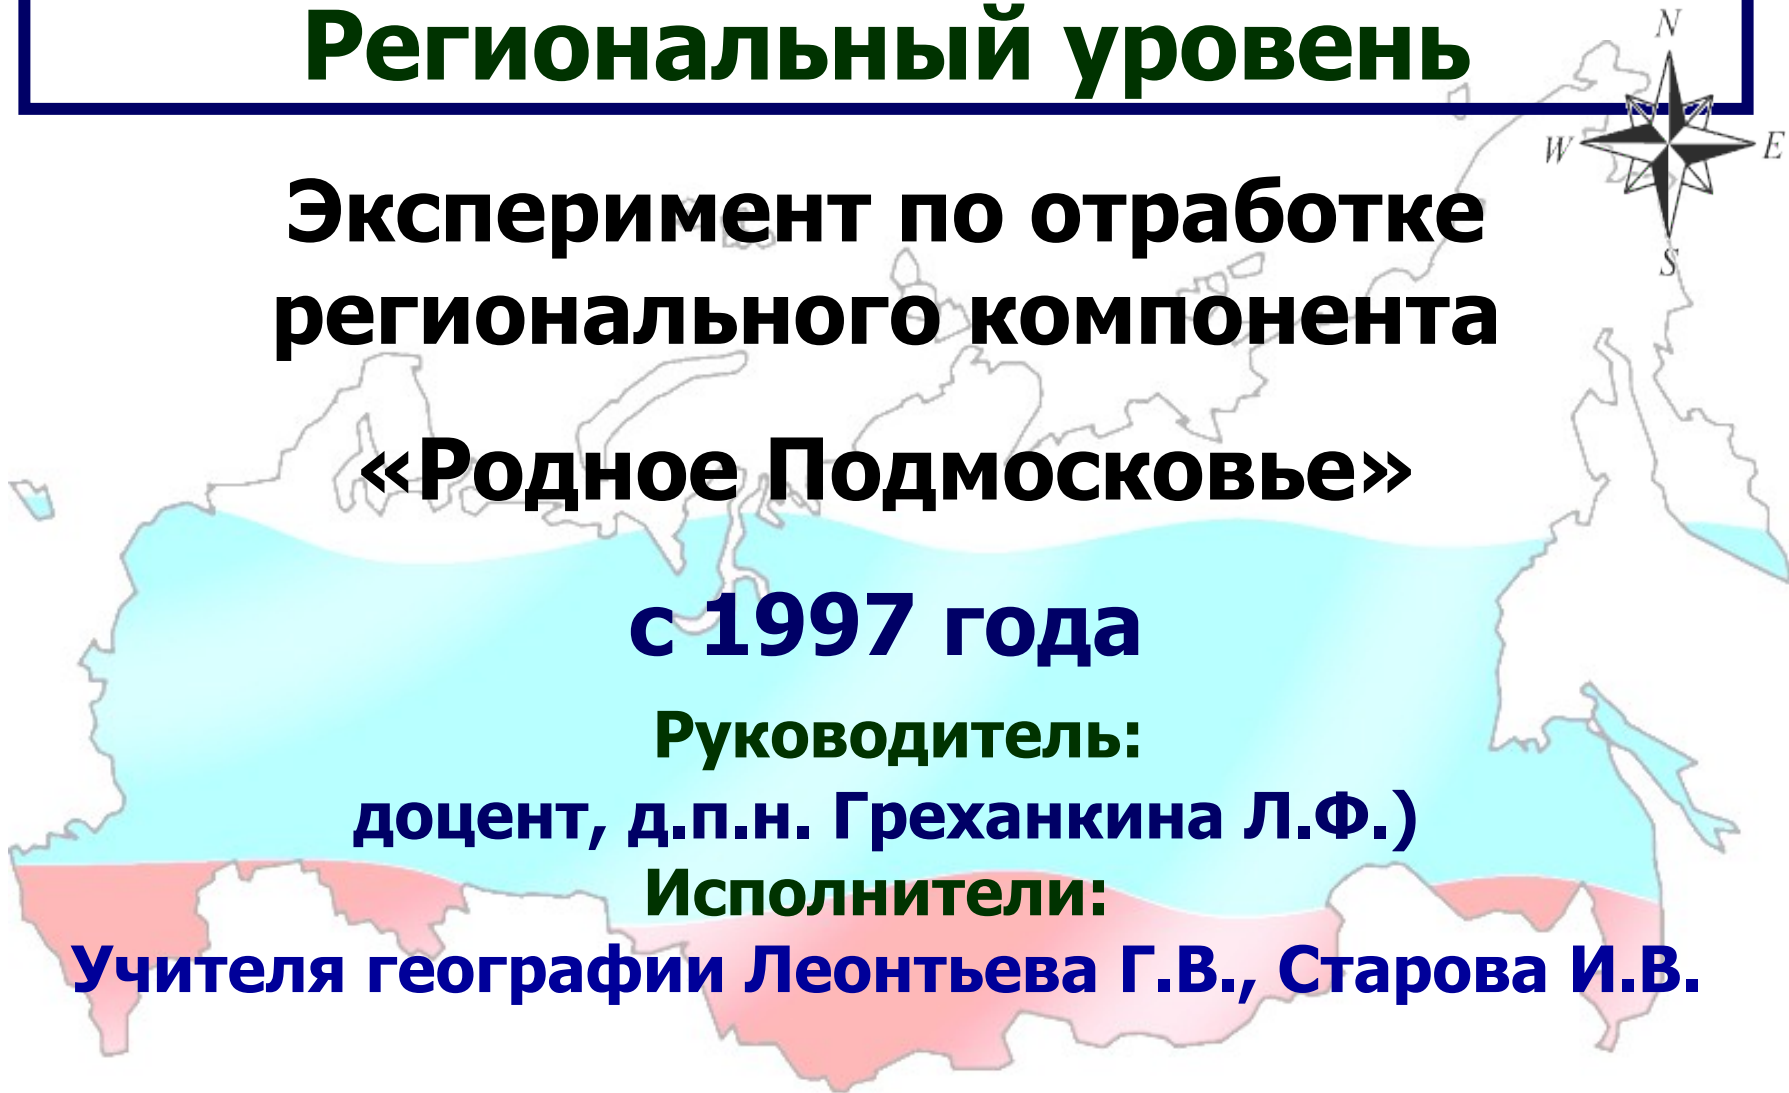 Региональный уровень
N
W
E
S
Эксперимент по отработке
регионального компонента
«Родное Подмосковье»
с 1997 года
Руководитель:
доцент, д.п.н. Греханкина Л.Ф.)
Исполнители:
Учителя географии Леонтьева Г.В., Старова И.В.